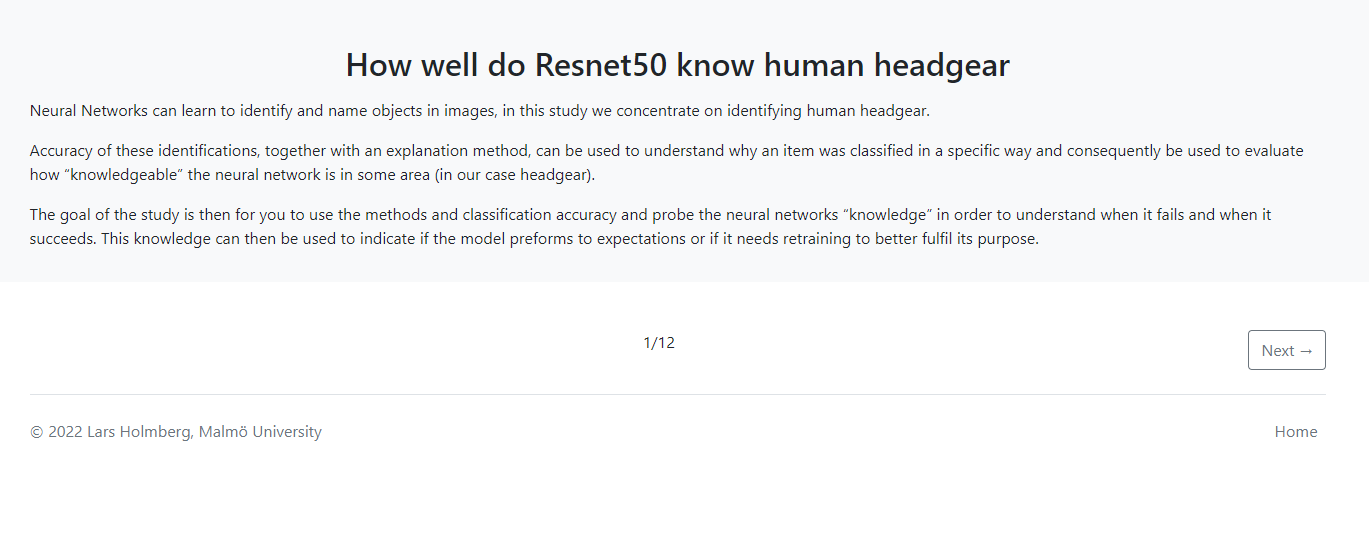 How well do Resnet50 know human headgear
Neural Networks can learn to identify and name objects in images, in this study we concentrate on identifying human headgear.
Accuracy of these identifications, together with an explanation method, can be used to understand why an item was classified in a specific way and consequently be used to evaluate
how “knowledgeable” the neural network is in some area (in our case headgear).
The goal of the study is then for you to use the methods and classification accuracy and probe the neural networks “knowledge” in order to understand when it fails and when it
succeeds. This knowledge can then be used to indicate if the model preforms to expectations or if it needs retraining to better fulfil its purpose.
1/12
Next →
© 2022 Lars Holmberg, Malmö University
Home